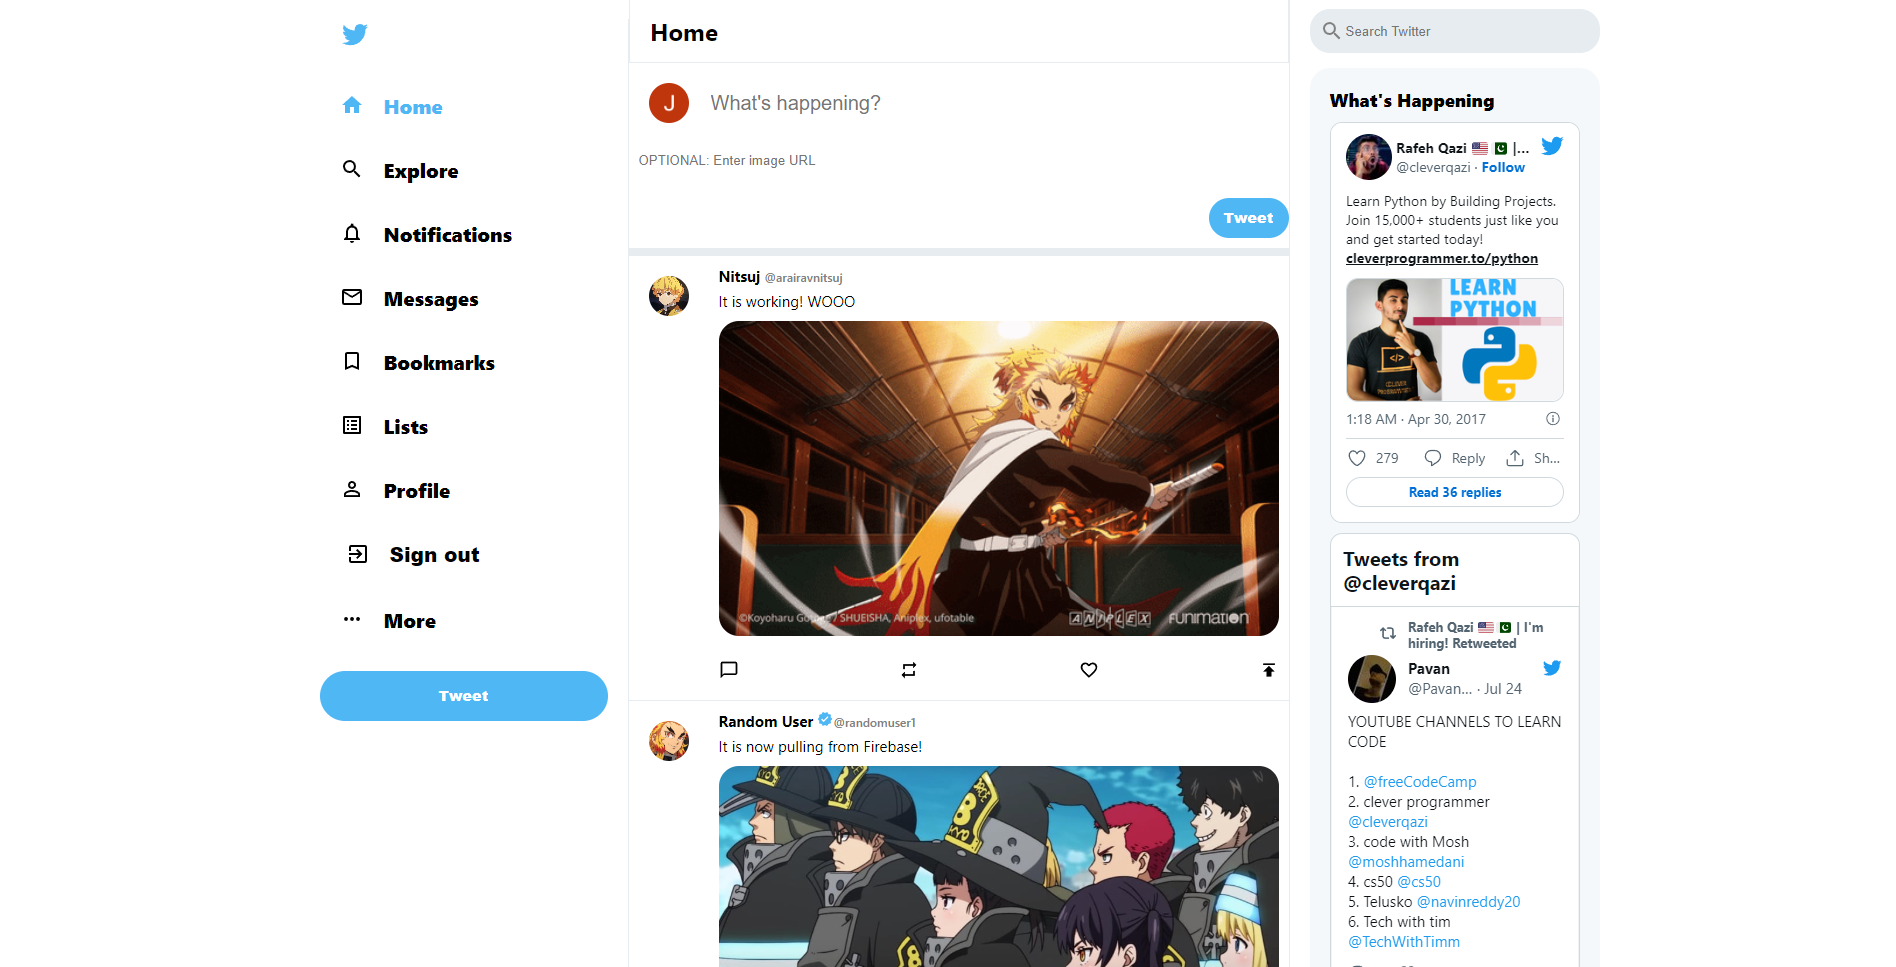 Home
Explore
Notifications
Messages
Bookmarks
Lists
Profile
Sign out
More
Tweet
Home
J
What's happening?
OPTIONAL: Enter image URL
Tweet
Nitsuj @arairavnitsuj
It is working! WOOO
©Koyoharu / SHUEISHA, Aniplex, ufotable
ANIPLEX FUNIMATION
Random User @randomuser1
It is now pulling from Firebase!
8
Search Twitter
What's Happening
Rafeh Qazi 🇺🇸 🇵🇰 |...
@cleverqazi · Follow
Learn Python by Building Projects.
Join 15,000+ students just like you
and get started today!
cleverprogrammer.to/python
LEARN
PYTHON
</>
1:18 AM · Apr 30, 2017
279 Reply Sh...
Read 36 replies
Tweets from
@cleverqazi
Rafeh Qazi 🇺🇸 🇵🇰 | I'm
hiring! Retweeted
Pavan
@Pavan... · Jul 24
YOUTUBE CHANNELS TO LEARN
CODE
1. @freeCodeCamp
2. clever programmer
@cleverqazi
3. code with Mosh
@moshhamedani
4. cs50 @cs50
5. Telusko @navinreddy20
6. Tech with tim
@TechWithTimm